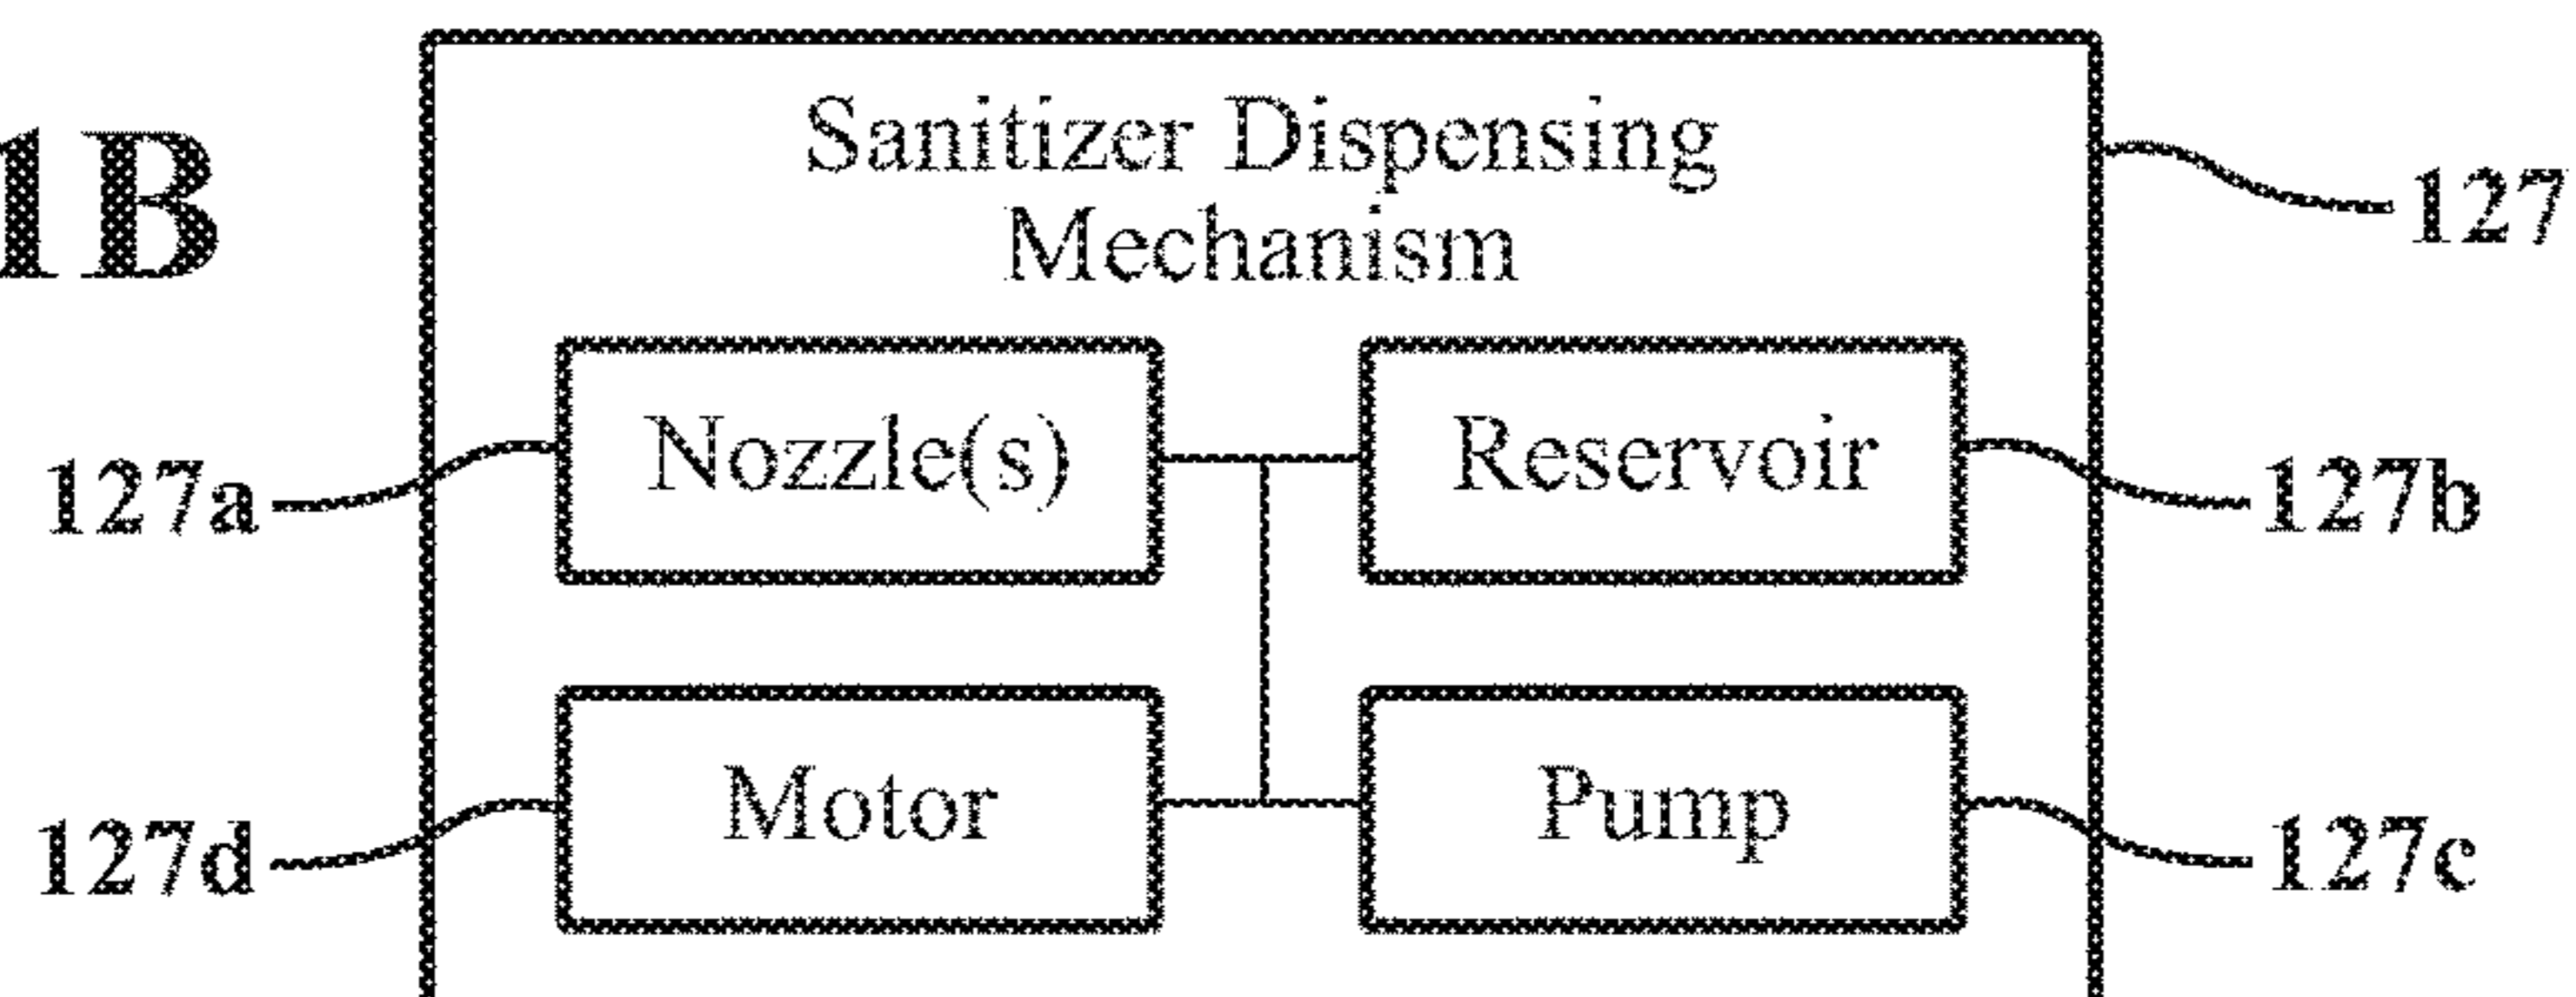 1B
Sanitizer Dispensing
Mechanism
127
Nozzle(s)
Reservoir
127a
127b
Motor
Pump
127d
127c